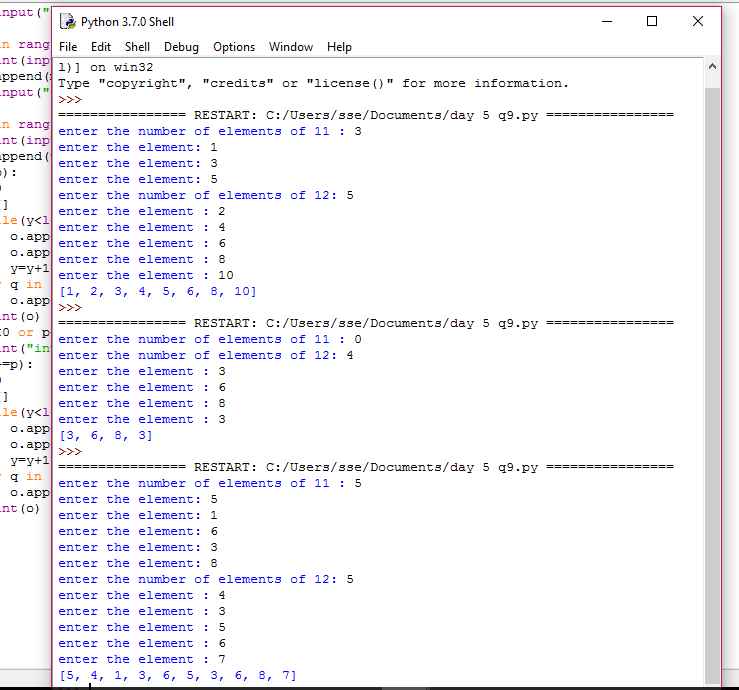 Python 3.7.0 Shell
File Edit Shell Debug Options Window Help
l)] on win32
Type "copyright", "credits" or "license()" for more information.
>>>
================ RESTART: C:/Users/sse/Documents/day 5 q9.py ================
enter the number of elements of l1 : 3
enter the element: 1
enter the element: 3
enter the element: 5
enter the number of elements of l2: 5
enter the element : 2
enter the element : 4
enter the element : 6
enter the element : 8
enter the element : 10
[1, 2, 3, 4, 5, 6, 8, 10]
>>>
================ RESTART: C:/Users/sse/Documents/day 5 q9.py ================
enter the number of elements of l1 : 0
enter the number of elements of l2: 4
enter the element : 3
enter the element : 6
enter the element : 8
enter the element : 3
[3, 6, 8, 3]
>>>
================ RESTART: C:/Users/sse/Documents/day 5 q9.py ================
enter the number of elements of l1 : 5
enter the element: 5
enter the element: 1
enter the element: 6
enter the element: 3
enter the element: 8
enter the number of elements of l2: 5
enter the element : 4
enter the element : 3
enter the element : 5
enter the element : 6
enter the element : 7
[5, 4, 1, 3, 6, 5, 3, 6, 8, 7]
nput("
n rang
nt(inp
ppend(
nput("
n rang
nt(inp
ppend(
):
]
le(y<l
o.app
o.app
y=y+1
q in
o.app
nt(o)
0 or p
nt("in
=p):
]
le(y<l
o.app
o.app
y=y+1
q in
o.app
nt(o)